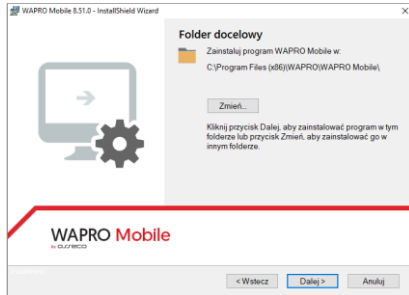 WAPRO Mobile 8.51.0 - InstallShield Wizard
Folder docelowy
Zainstaluj program WAPRO Mobile w:
C:\Program Files (x86)\WAPRO\WAPRO Mobile\
Zmień...
Kliknij przycisk Dalej, aby zainstalować program w tym
folderze lub przycisk Zmień, aby zainstalować go w
innym folderze.
WAPRO Mobile
by asseco
< Wstecz
Dalej >
Anuluj